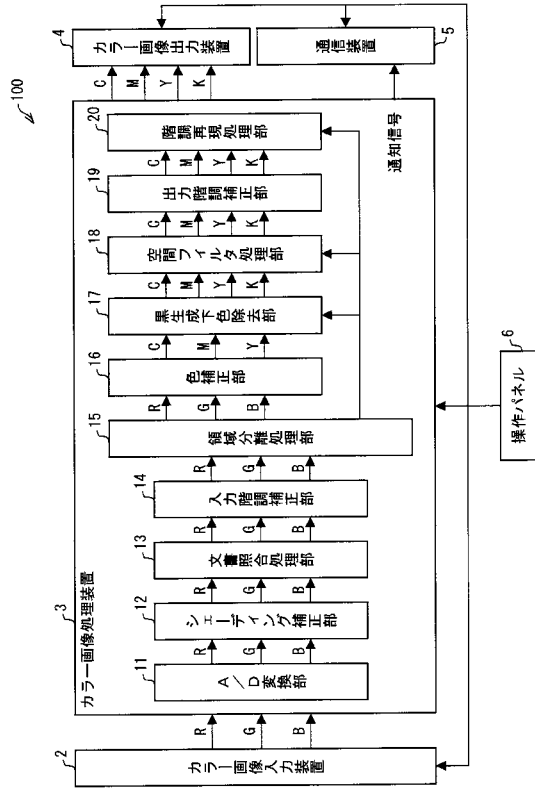 100
2
カラー画像入力装置
R
G
B
3
カラー画像処理装置
11
A／D変換部
R
G
B
12
シェーディング補正部
R
G
B
13
文書照合処理部
R
G
B
14
入力階調補正部
R
G
B
15
領域分離処理部
R
G
B
16
色補正部
C
M
Y
17
黒生成下色除去部
C
M
Y
K
18
空間フィルタ処理部
C
M
Y
K
19
出力階調補正部
C
M
Y
K
20
階調再現処理部
C
M
Y
K
通知信号
4
カラー画像出力装置
通信装置
5
6
操作パネル